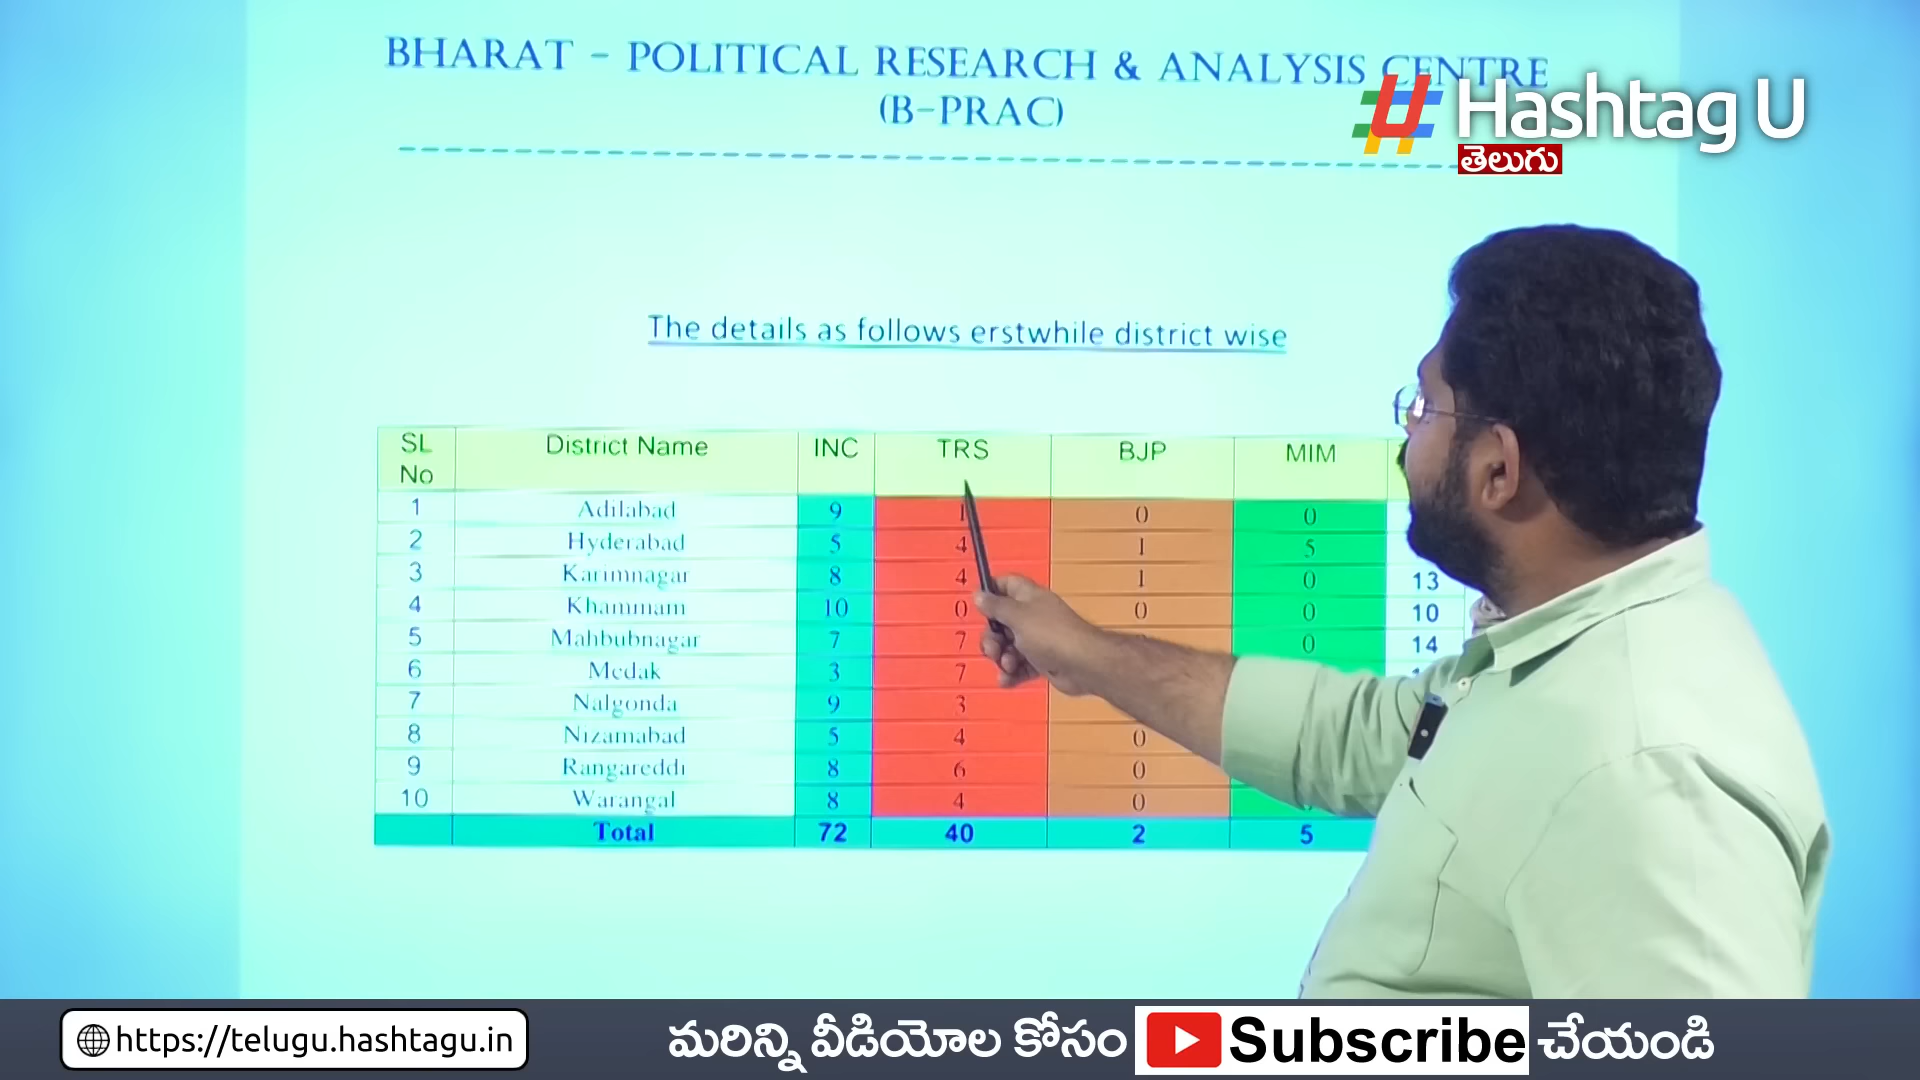 BHARAT - POLITICAL RESEARCH & ANALYSIS CENTRE
(B-PRAC)
Hashtag U
తెలుగు
The details as follows erstwhile district wise
SL No District Name INC TRS BJP MIM
1 Adilabad 9 1 0 0
2 Hyderabad 5 4 1 5
3 Karimnagar 8 4 1 0 13
4 Khammam 10 0 0 0 10
5 Mahbubnagar 7 7 0 14
6 Medak 3 7
7 Nalgonda 9 3
8 Nizamabad 5 4 0
9 Rangareddi 8 6 0
10 Warangal 8 4 0
Total 72 40 2 5
https://telugu.hashtagu.in
మరిన్ని వీడియోల కోసం Subscribe చేయండి